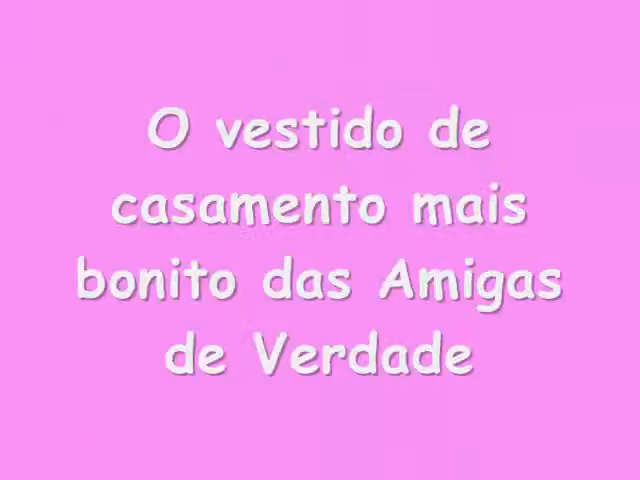 O vestido de
casamento mais
bonito das Amigas
de Verdade